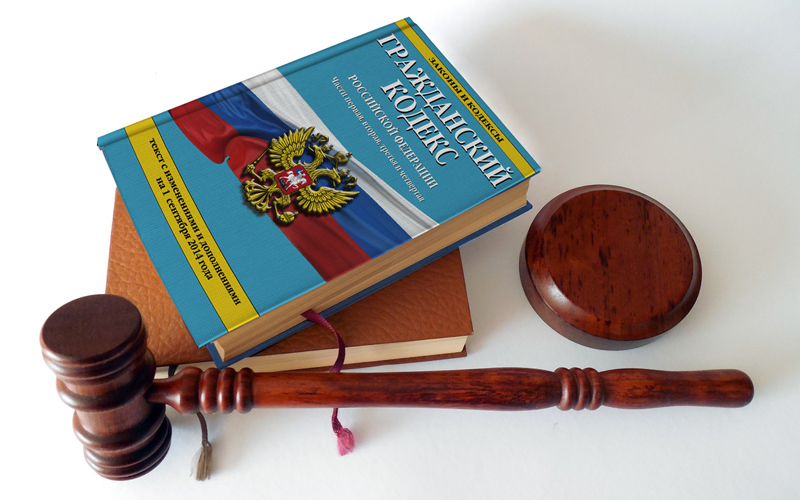 ЗАКОНЫ И КОДЕКСЫ
ГРАЖДАНСКИЙ
КОДЕКС
РОССИЙСКОЙ ФЕДЕРАЦИИ
Части первая, вторая, третья и четвертая
текст с изменениями и дополнениями
на 1 сентября 2014 года